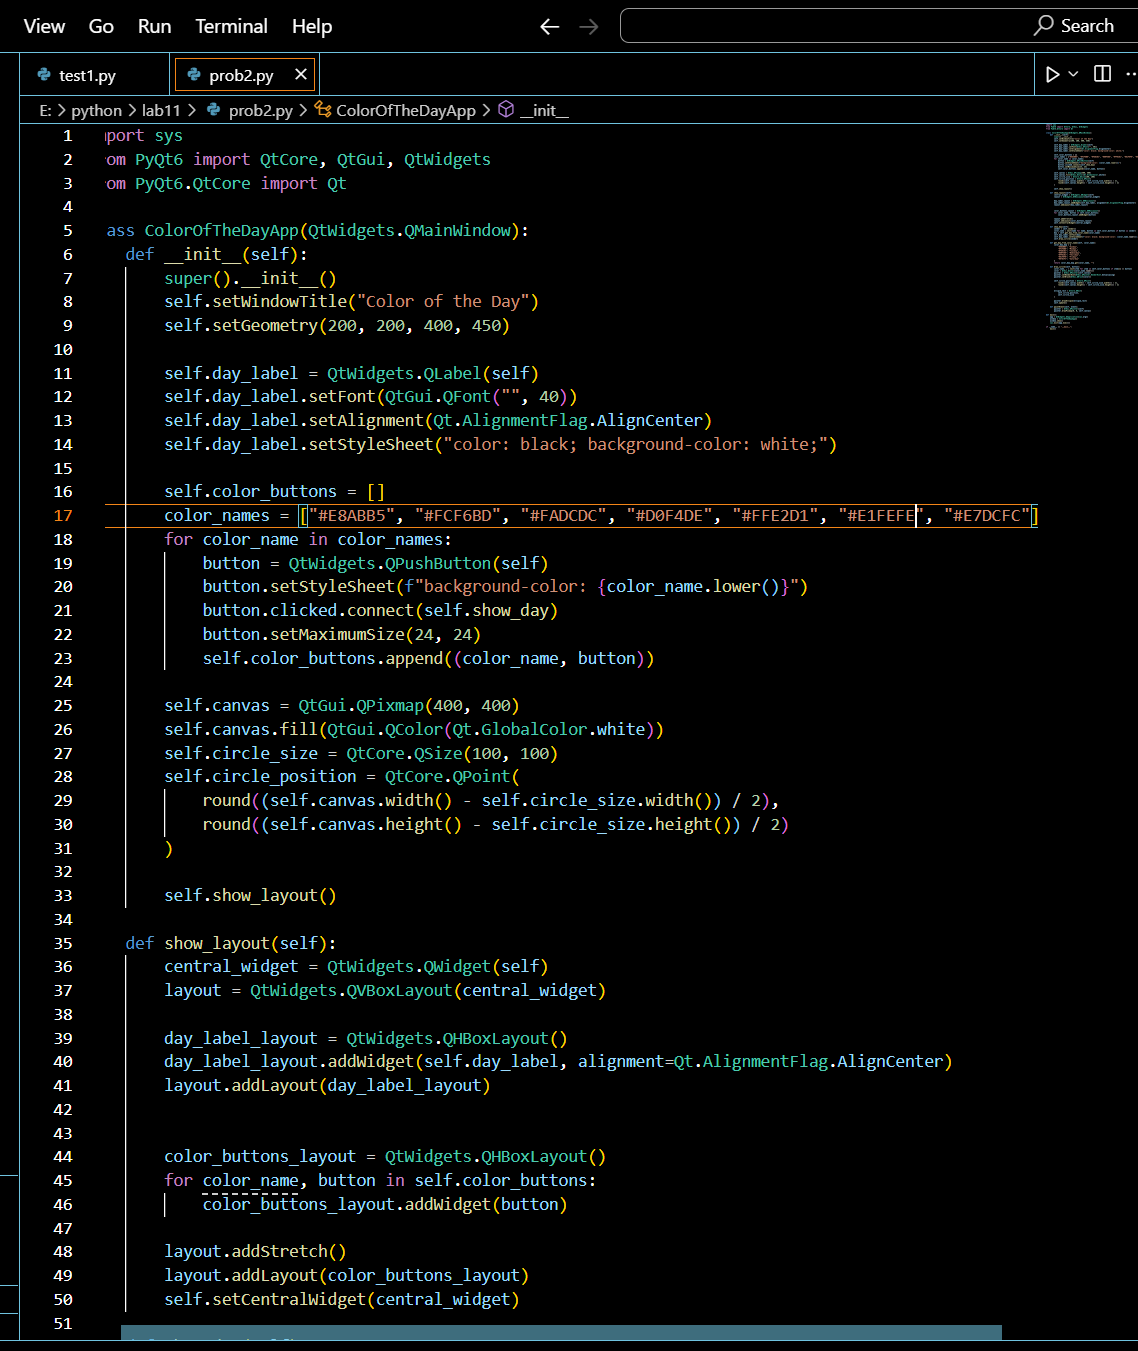 View Go Run Terminal Help Search
test1.py prob2.py
E: > python > lab11 > prob2.py > ColorOfTheDayApp > __init__
1 port sys
2 om PyQt6 import QtCore, QtGui, QtWidgets
3 om PyQt6.QtCore import Qt
4
5 ass ColorOfTheDayApp(QtWidgets.QMainWindow):
6 def __init__(self):
7 super().__init__()
8 self.setWindowTitle("Color of the Day")
9 self.setGeometry(200, 200, 400, 450)
10
11 self.day_label = QtWidgets.QLabel(self)
12 self.day_label.setFont(QtGui.QFont("", 40))
13 self.day_label.setAlignment(Qt.AlignmentFlag.AlignCenter)
14 self.day_label.setStyleSheet("color: black; background-color: white;")
15
16 self.color_buttons = []
17 color_names = ["#E8ABB5", "#FCF6BD", "#FADCDC", "#D0F4DE", "#FFE2D1", "#E1FEFE", "#E7DCFC"]
18 for color_name in color_names:
19 button = QtWidgets.QPushButton(self)
20 button.setStyleSheet(f"background-color: {color_name.lower()}")
21 button.clicked.connect(self.show_day)
22 button.setMaximumSize(24, 24)
23 self.color_buttons.append((color_name, button))
24
25 self.canvas = QtGui.QPixmap(400, 400)
26 self.canvas.fill(QtGui.QColor(Qt.GlobalColor.white))
27 self.circle_size = QtCore.QSize(100, 100)
28 self.circle_position = QtCore.QPoint(
29 round((self.canvas.width() - self.circle_size.width()) / 2),
30 round((self.canvas.height() - self.circle_size.height()) / 2)
31 )
32
33 self.show_layout()
34
35 def show_layout(self):
36 central_widget = QtWidgets.QWidget(self)
37 layout = QtWidgets.QVBoxLayout(central_widget)
38
39 day_label_layout = QtWidgets.QHBoxLayout()
40 day_label_layout.addWidget(self.day_label, alignment=Qt.AlignmentFlag.AlignCenter)
41 layout.addLayout(day_label_layout)
42
43
44 color_buttons_layout = QtWidgets.QHBoxLayout()
45 for color_name, button in self.color_buttons:
46 color_buttons_layout.addWidget(button)
47
48 layout.addStretch()
49 layout.addLayout(color_buttons_layout)
50 self.setCentralWidget(central_widget)
51